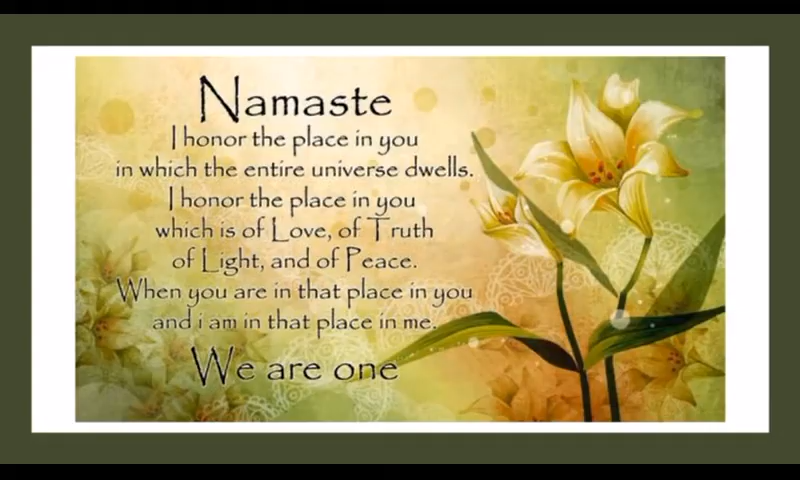 Namaste
I honor the place in you
in which the entire universe dwells.
I honor the place in you
which is of Love, of Truth
of Light, and of Peace.
When you are in that place in you
and i am in that place in me.
We are one